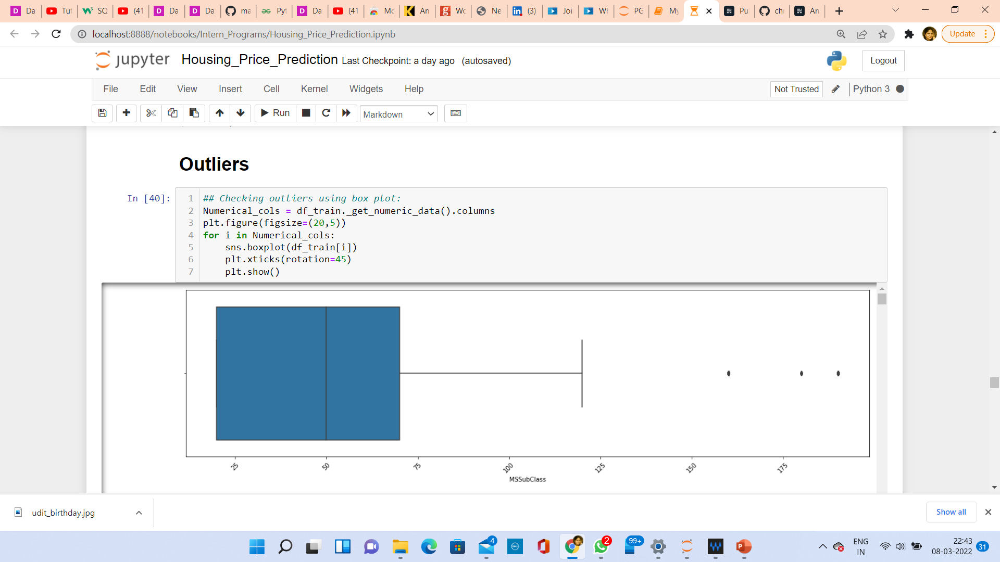 Da Tut SQ (41 Da Da ma Pyt Da (41 Mc An Wc Ne (3) Joi Wh PG My Pu ch An
localhost:8888/notebooks/Intern_Programs/Housing_Price_Prediction.ipynb
Update
jupyter Housing_Price_Prediction Last Checkpoint: a day ago (autosaved)
Logout
File Edit View Insert Cell Kernel Widgets Help
Not Trusted Python 3
Run Markdown
Outliers
In [40]:
1 ## Checking outliers using box plot:
2 Numerical_cols = df_train._get_numeric_data().columns
3 plt.figure(figsize=(20,5))
4 for i in Numerical_cols:
5 sns.boxplot(df_train[i])
6 plt.xticks(rotation=45)
7 plt.show()
25 50 75 100 125 150 175
MSSubClass
udit_birthday.jpg
Show all
4 2 99+
ENG
IN
22:43
08-03-2022
31